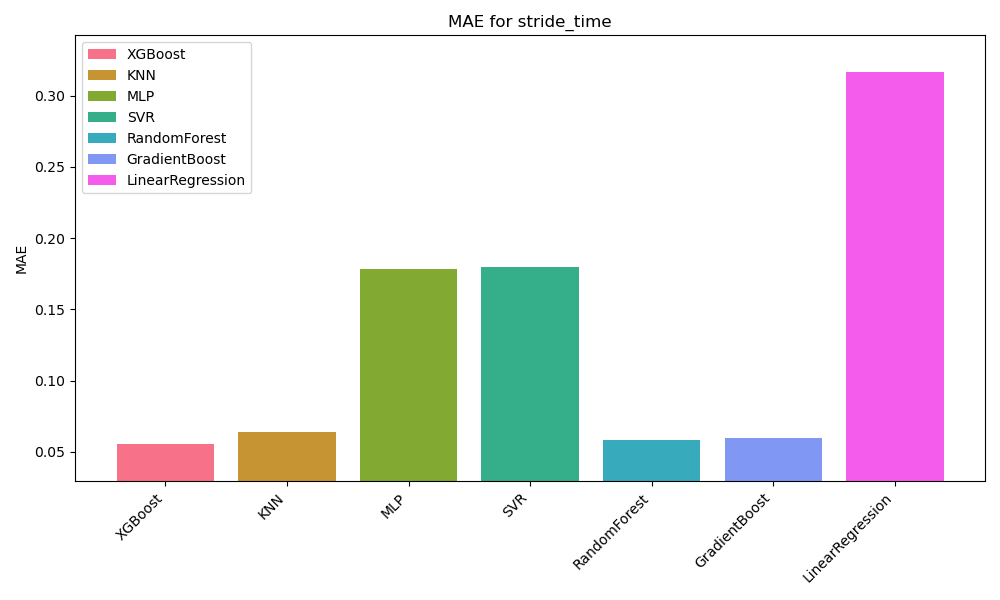 MAE for stride_time
XGBoost
KNN
MLP
SVR
RandomForest
GradientBoost
LinearRegression
MAE
0.30
0.25
0.20
0.15
0.10
0.05
XGBoost
KNN
MLP
SVR
RandomForest
GradientBoost
LinearRegression